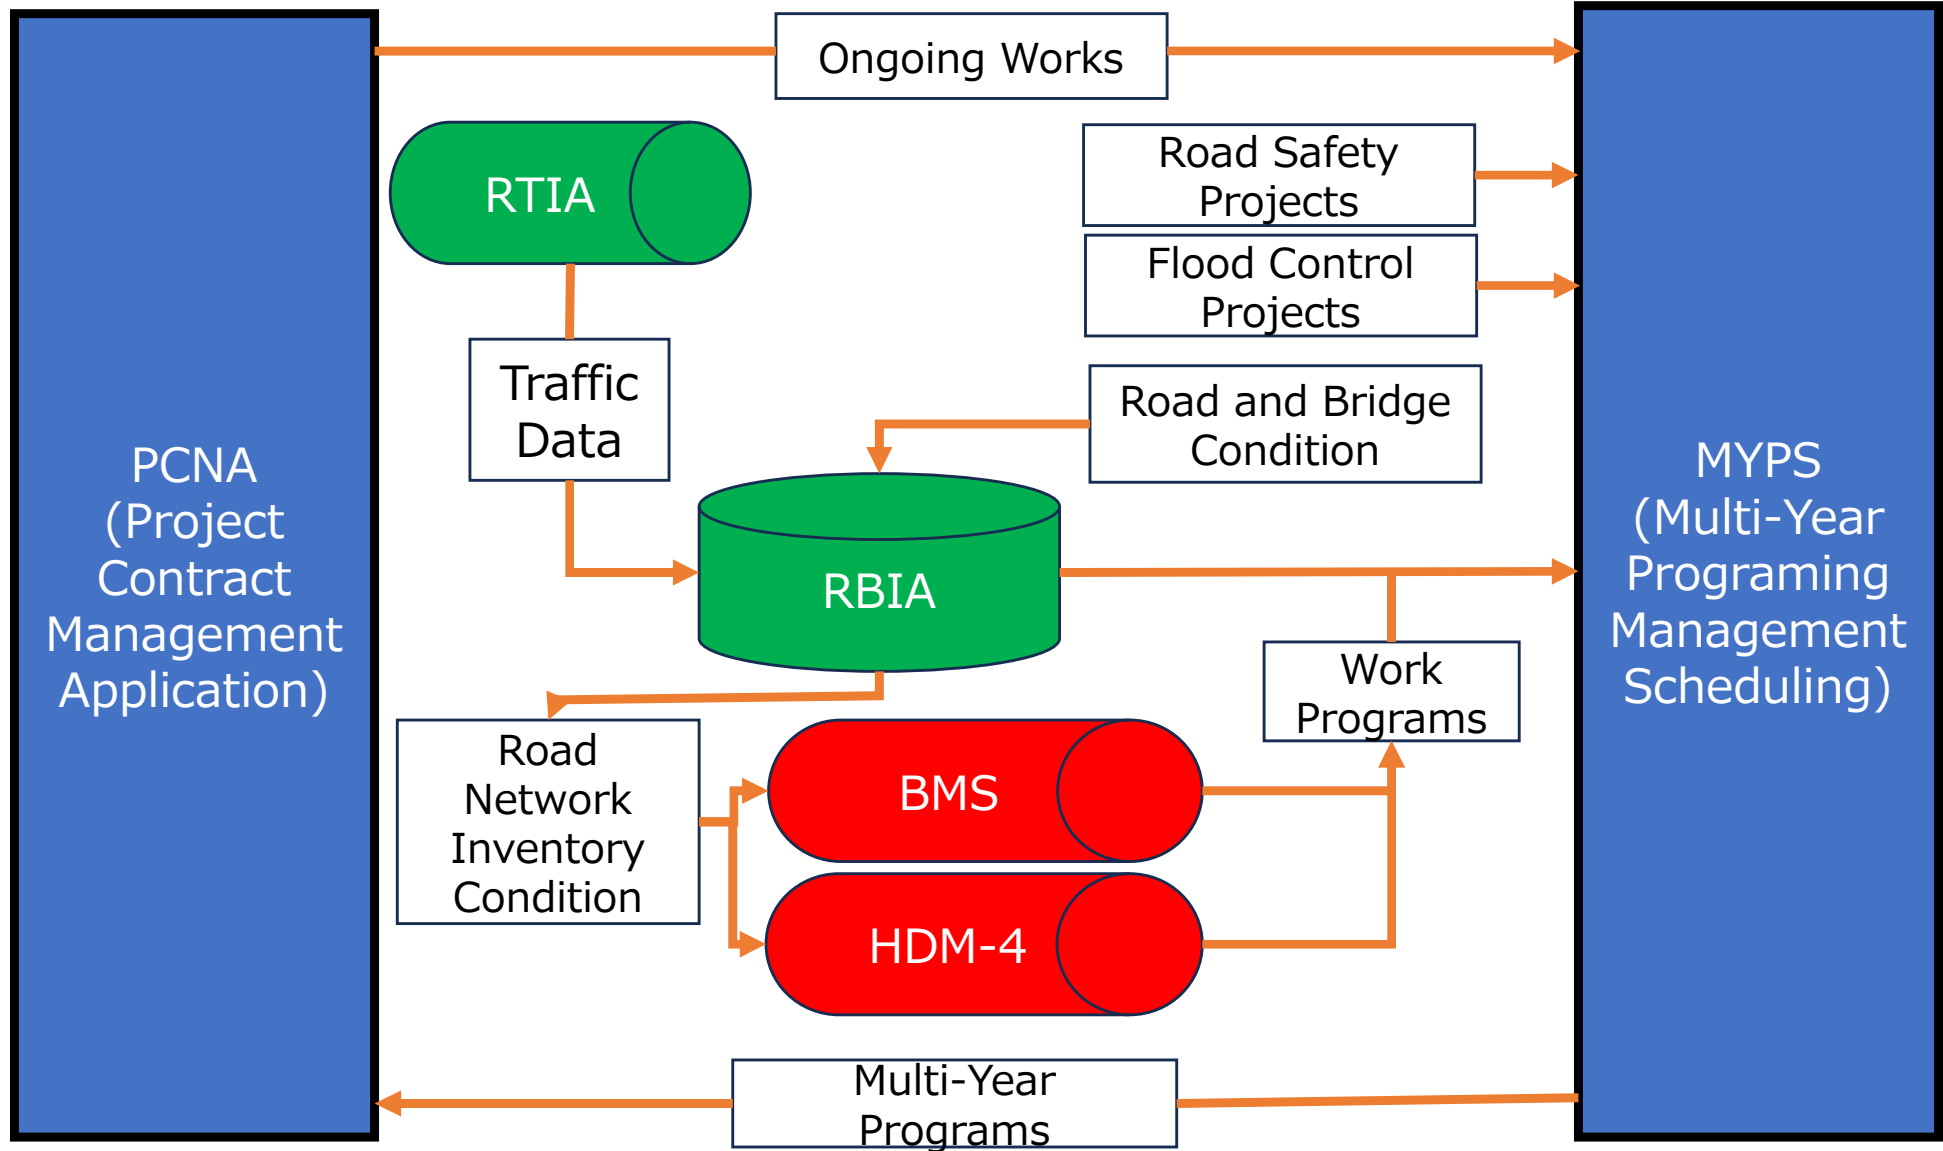 Ongoing Works
RTIA
Road Safety
Projects
Flood Control
Projects
Traffic
Data
Road and Bridge
Condition
PCNA
(Project
Contract
Management
Application)
MYPS
(Multi-Year
Programing
Management
Scheduling)
RBIA
Work
Programs
Road
Network
Inventory
Condition
BMS
HDM-4
Multi-Year
Programs